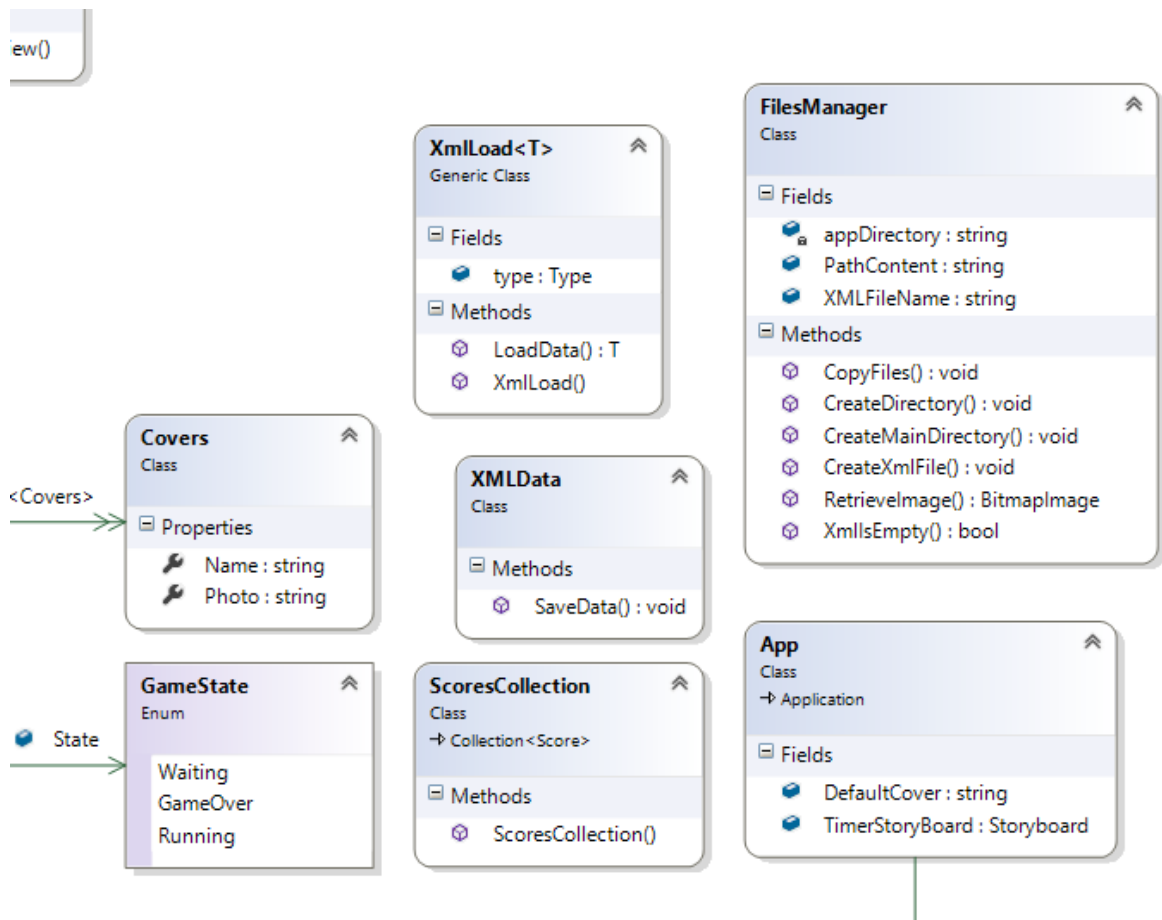 iew()
FilesManager
Class
Fields
appDirectory : string
PathContent : string
XMLFileName : string
Methods
CopyFiles() : void
CreateDirectory() : void
CreateMainDirectory() : void
CreateXmlFile() : void
RetrieveImage() : BitmapImage
XmlIsEmpty() : bool
XmlLoad<T>
Generic Class
Fields
type : Type
Methods
LoadData() : T
XmlLoad()
<Covers>
Covers
Class
Properties
Name : string
Photo : string
XMLData
Class
Methods
SaveData() : void
State
GameState
Enum
Waiting
GameOver
Running
ScoresCollection
Class
Collection<Score>
Methods
ScoresCollection()
App
Class
Application
Fields
DefaultCover : string
TimerStoryBoard : Storyboard